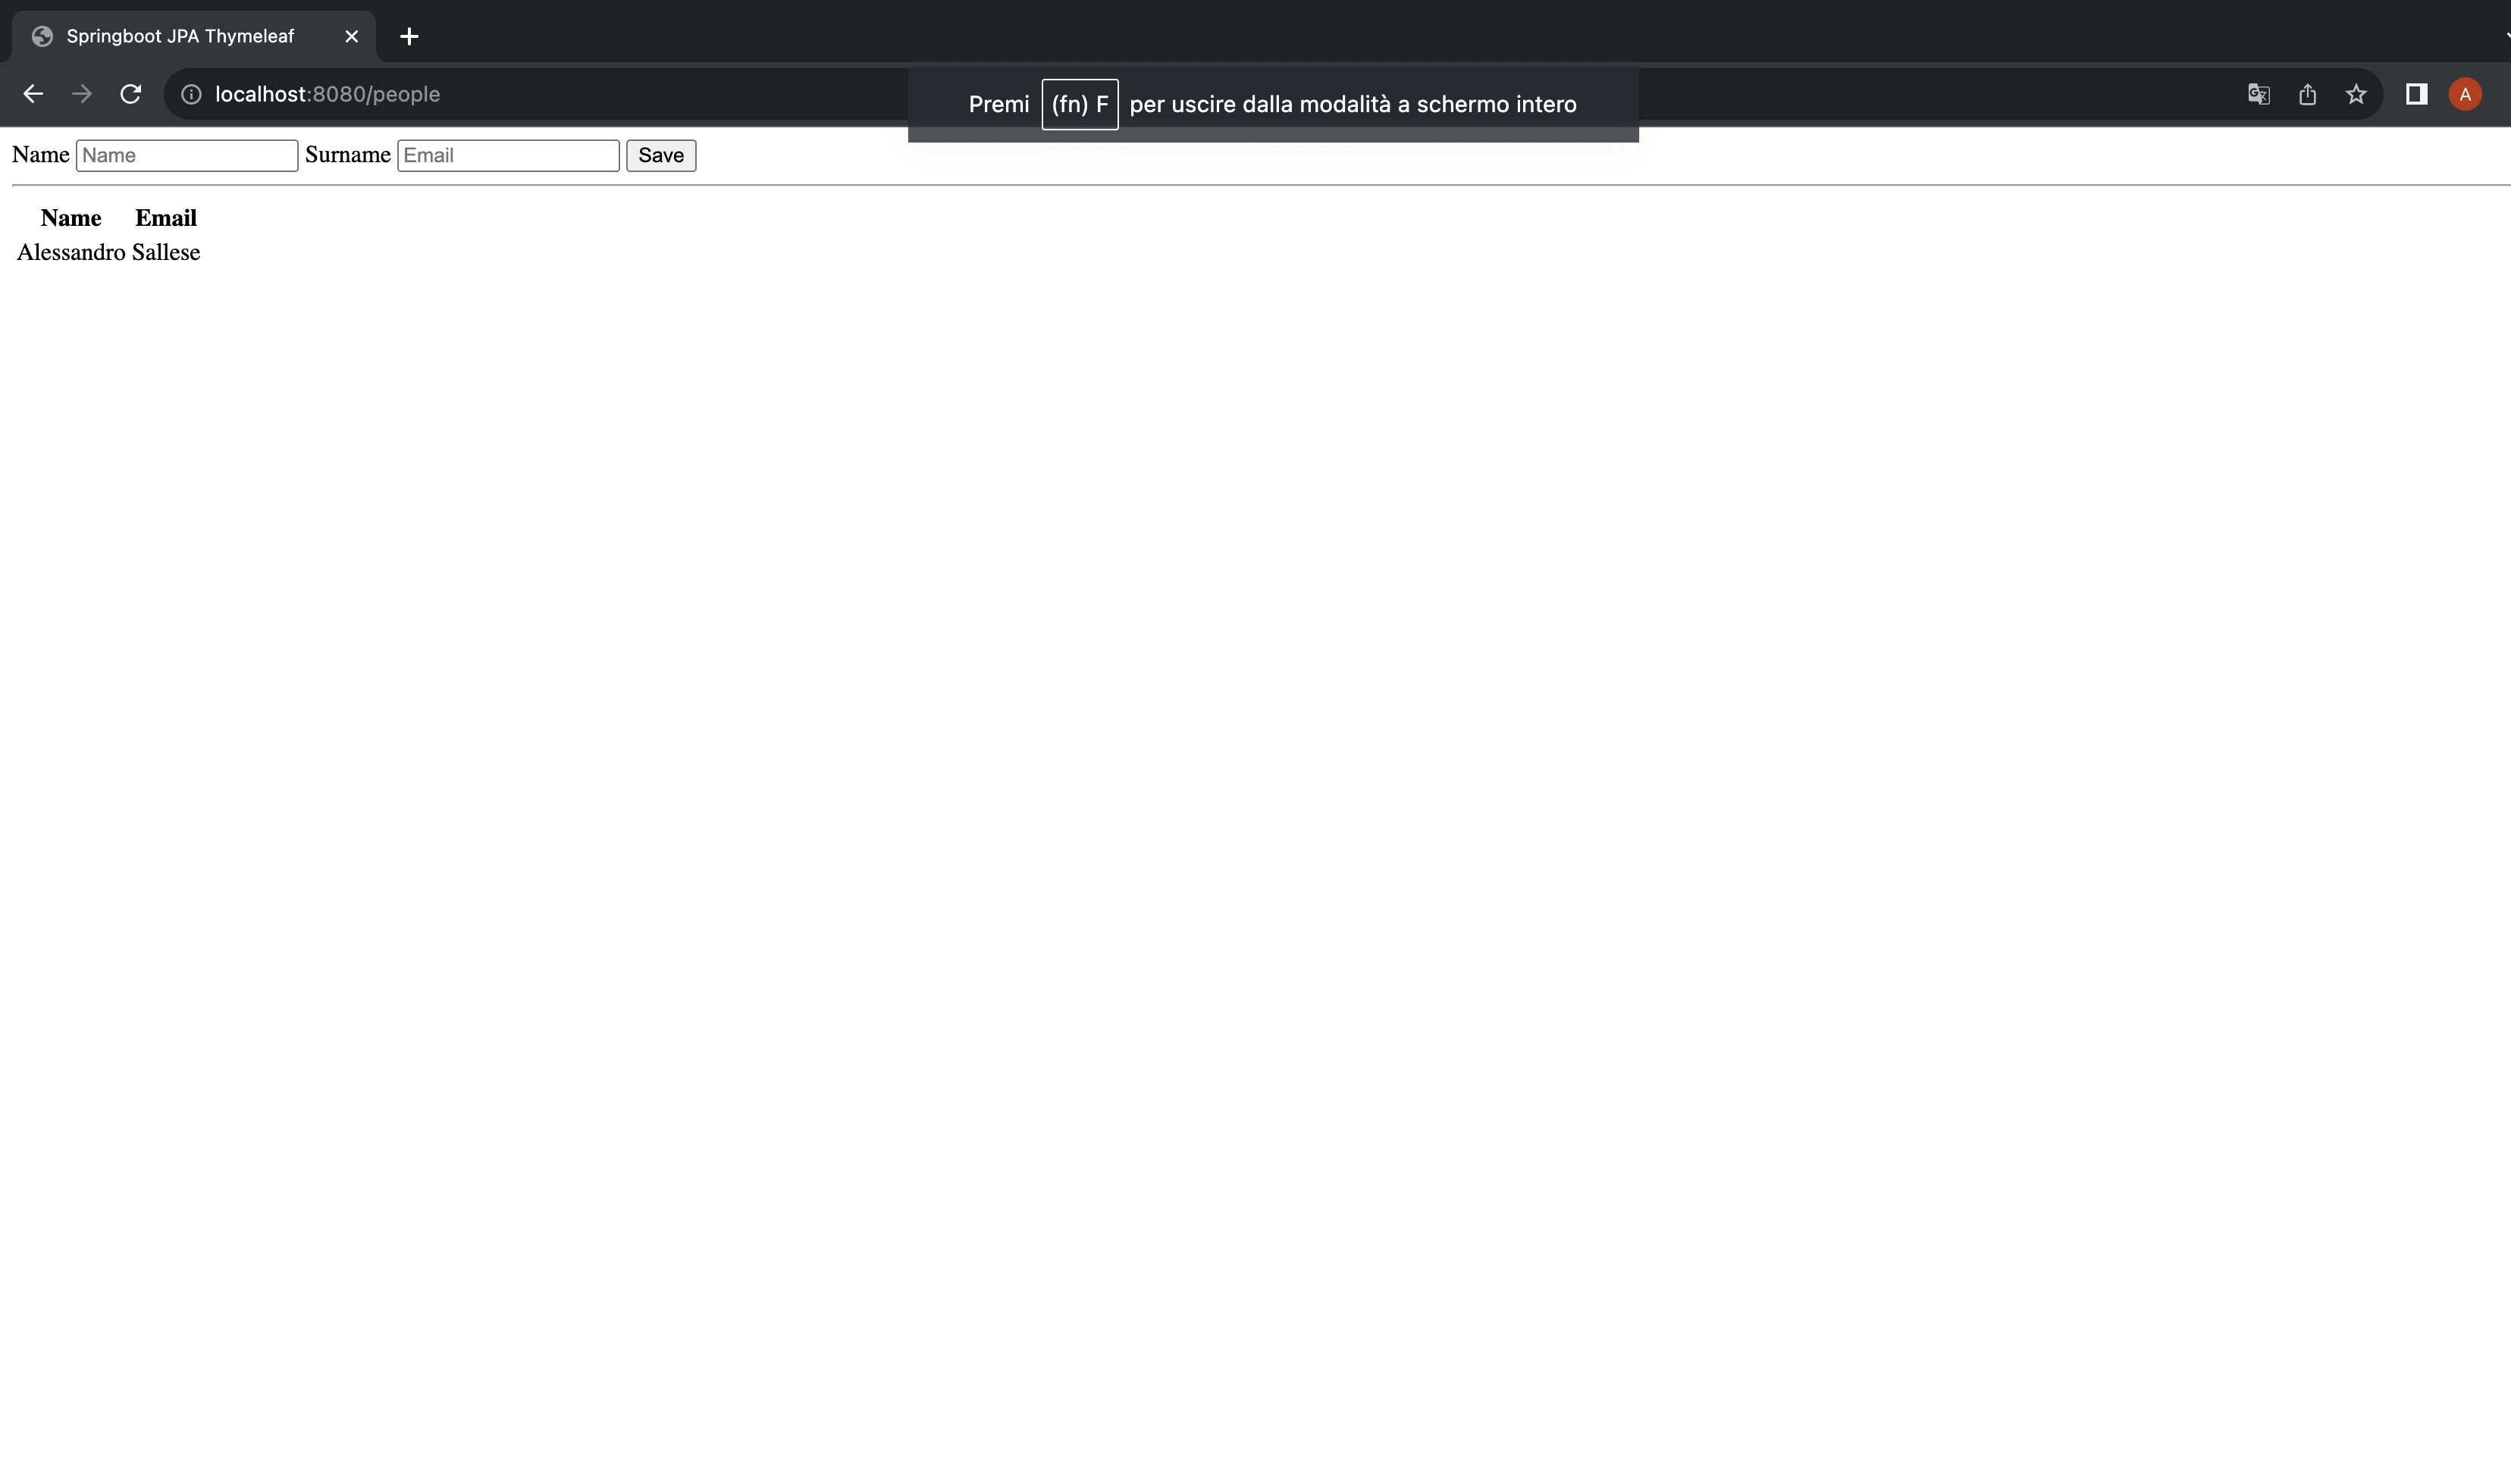 Springboot JPA Thymeleaf
localhost:8080/people
A
Premi (fn) F per uscire dalla modalità a schermo intero
Name Name Surname Email Save
Name Email
Alessandro Sallese